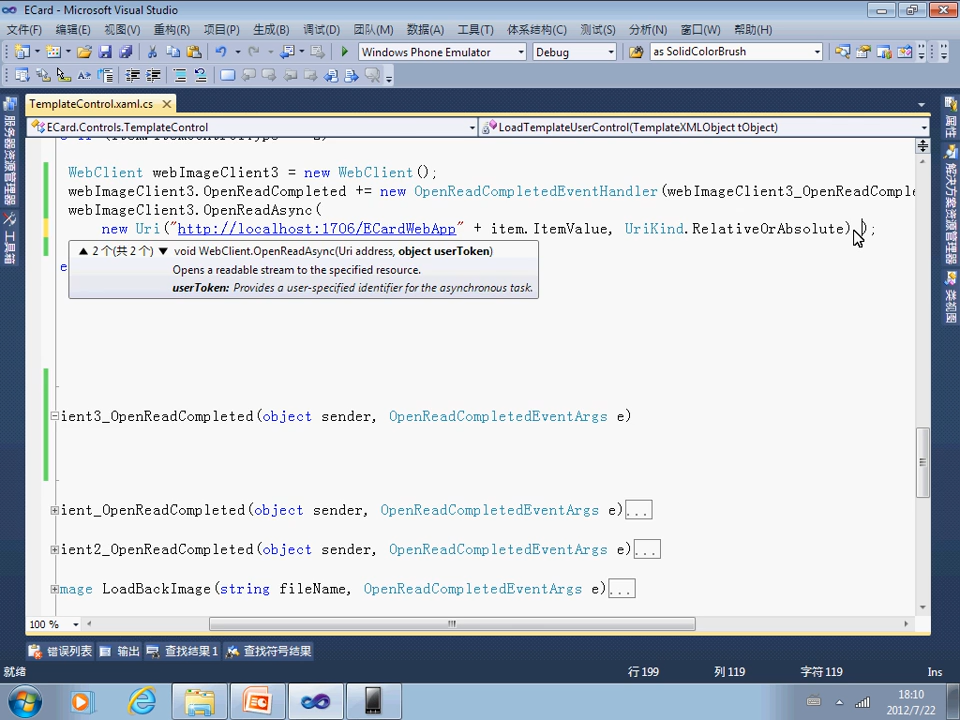 ECard - Microsoft Visual Studio
文件(F) 编辑(E) 视图(V) 重构(R) 项目(P) 生成(B) 调试(D) 团队(M) 数据(A) 工具(T) 体系结构(C) 测试(S) 分析(N) 窗口(W) 帮助(H)
Windows Phone Emulator Debug as SolidColorBrush
TemplateControl.xaml.cs
ECard.Controls.TemplateControl LoadTemplateUserControl(TemplateXMLObject tObject)
WebClient webImageClient3 = new WebClient();
webImageClient3.OpenReadCompleted += new OpenReadCompletedEventHandler(webImageClient3_OpenReadComple
webImageClient3.OpenReadAsync(
new Uri("http://localhost:1706/ECardWebApp" + item.ItemValue, UriKind.RelativeOrAbsolute),);
▲ 2 个(共 2 个) ▼ void WebClient.OpenReadAsync(Uri address, object userToken)
Opens a readable stream to the specified resource.
userToken: Provides a user-specified identifier for the asynchronous task.
e
ient3_OpenReadCompleted(object sender, OpenReadCompletedEventArgs e)
ient_OpenReadCompleted(object sender, OpenReadCompletedEventArgs e)...
ient2_OpenReadCompleted(object sender, OpenReadCompletedEventArgs e)...
mage LoadBackImage(string fileName, OpenReadCompletedEventArgs e)...
100 %
服务器资源管理器
工具箱
属性
解决方案资源管理器
类视图
错误列表 输出 查找结果 1 查找符号结果
就绪 行 199 列 119 字符 119 Ins
18:10
2012/7/22